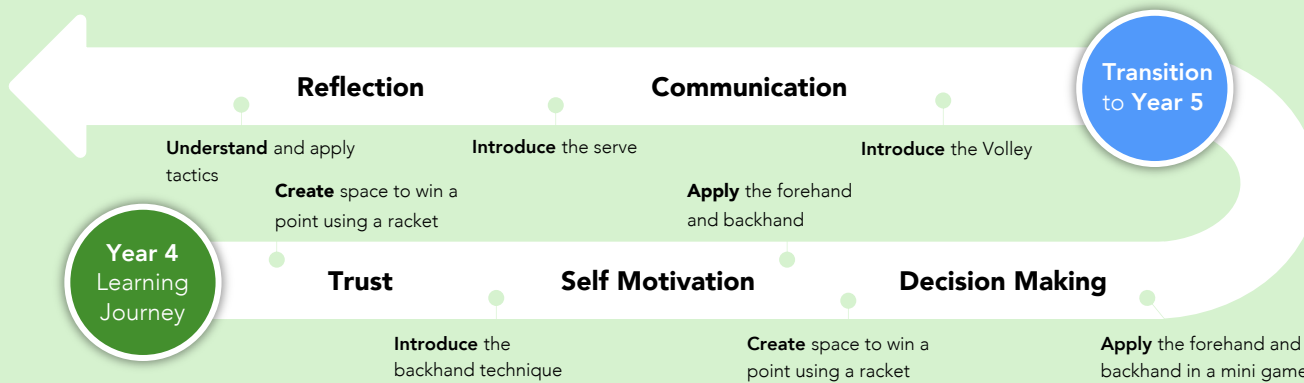 Reflection
Communication
Transition
to Year 5
Understand and apply
tactics
Introduce the serve
Introduce the Volley
Create space to win a
point using a racket
Apply the forehand
and backhand
Year 4
Learning
Journey
Trust
Self Motivation
Decision Making
Introduce the
backhand technique
Create space to win a
point using a racket
Apply the forehand and
backhand in a mini game